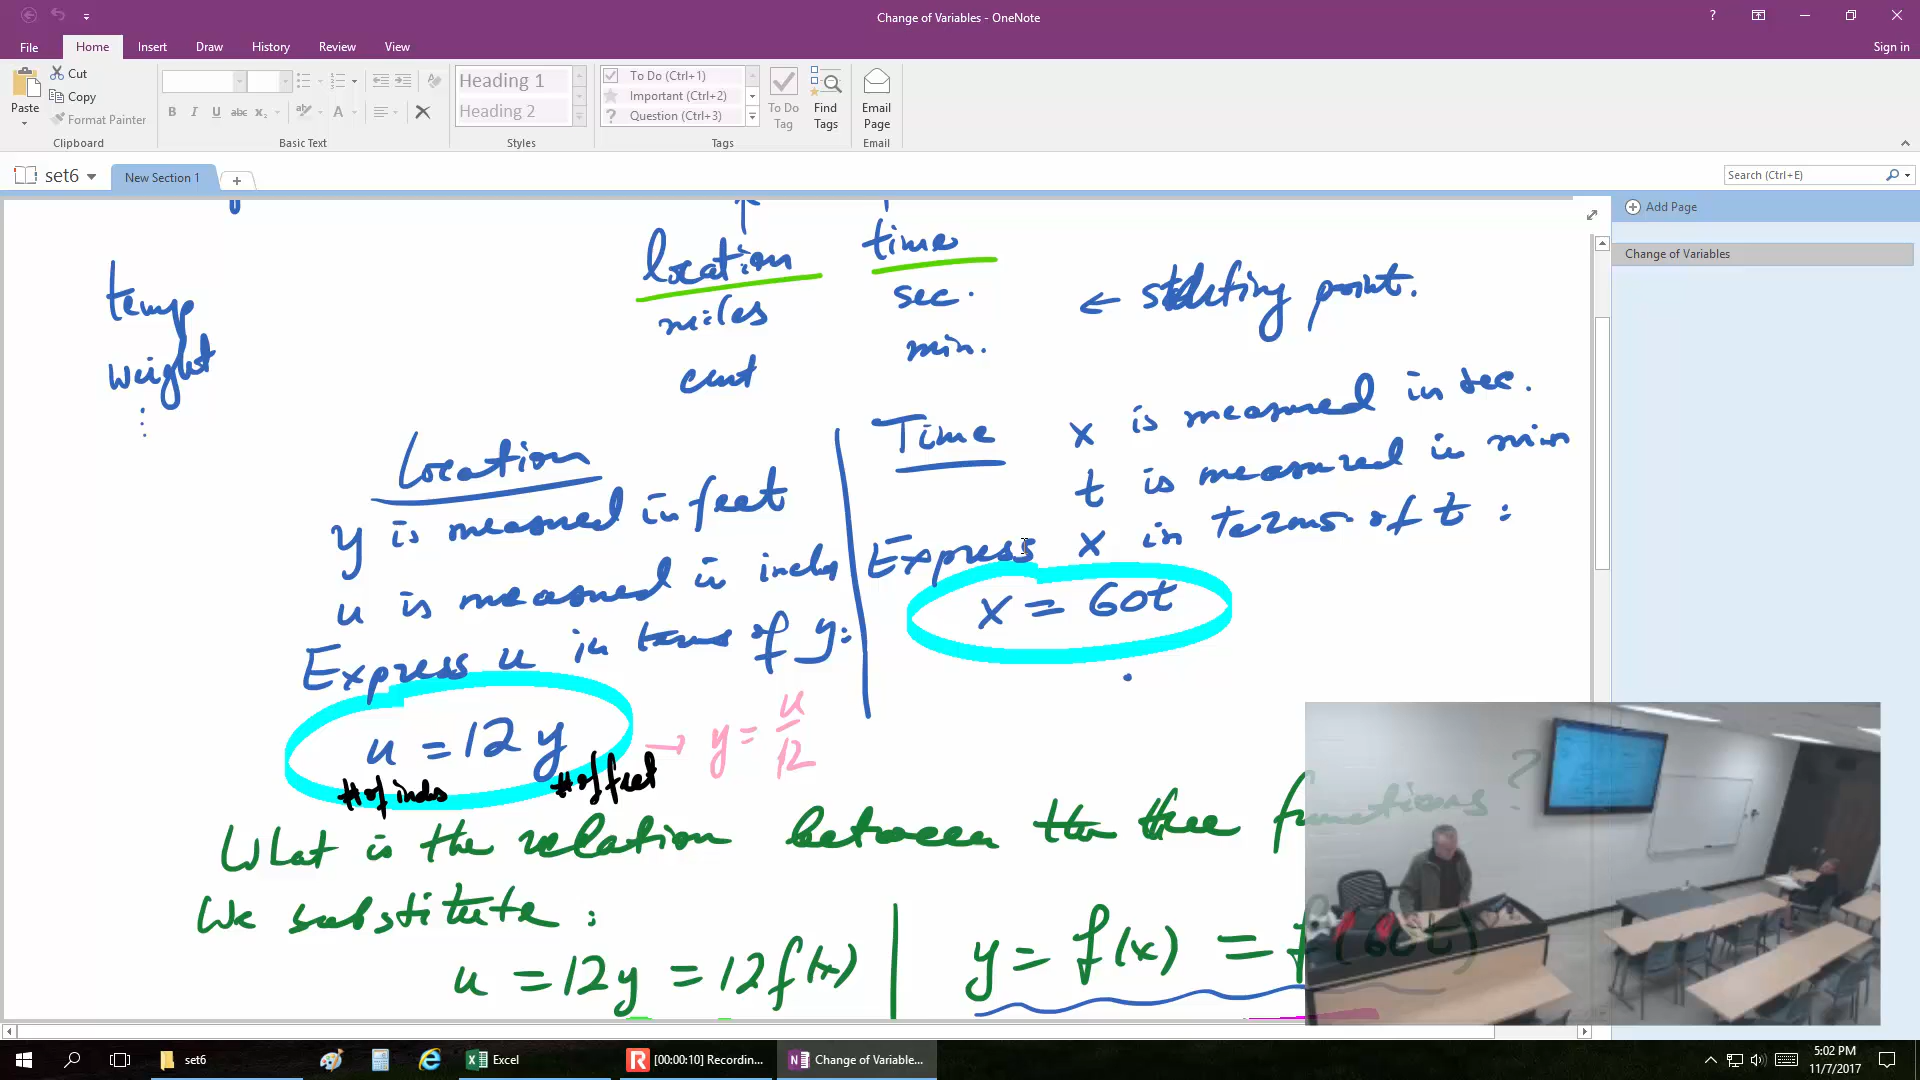 Change of Variables - OneNote
?
File Home Insert Draw History Review View
Sign in
Paste
Cut
Copy
Format Painter
Clipboard
B I U abc x₂ A
Basic Text
Heading 1
Heading 2
Styles
To Do (Ctrl+1)
Important (Ctrl+2)
? Question (Ctrl+3)
To Do Tag
Find Tags
Tags
Email Page
Email
set6
New Section 1
+
Search (Ctrl+E)
Add Page
Change of Variables
temp
weight
⋮
location
miles
cent
time
sec.
min.
← starting point.
Location
y is measured in feet
u is measured in inches
Express u in terms of y:
u = 12y
# of inches
# of feet
→ y = u/12
Time
x is measured in sec.
t is measured in min
Express x in terms of t :
x = 60t
What is the relation between the three functions?
We substitute :
u = 12y = 12f(x)
y = f(x) = f(60t)
set6
Excel
[00:00:10] Recordin...
Change of Variable...
5:02 PM
11/7/2017